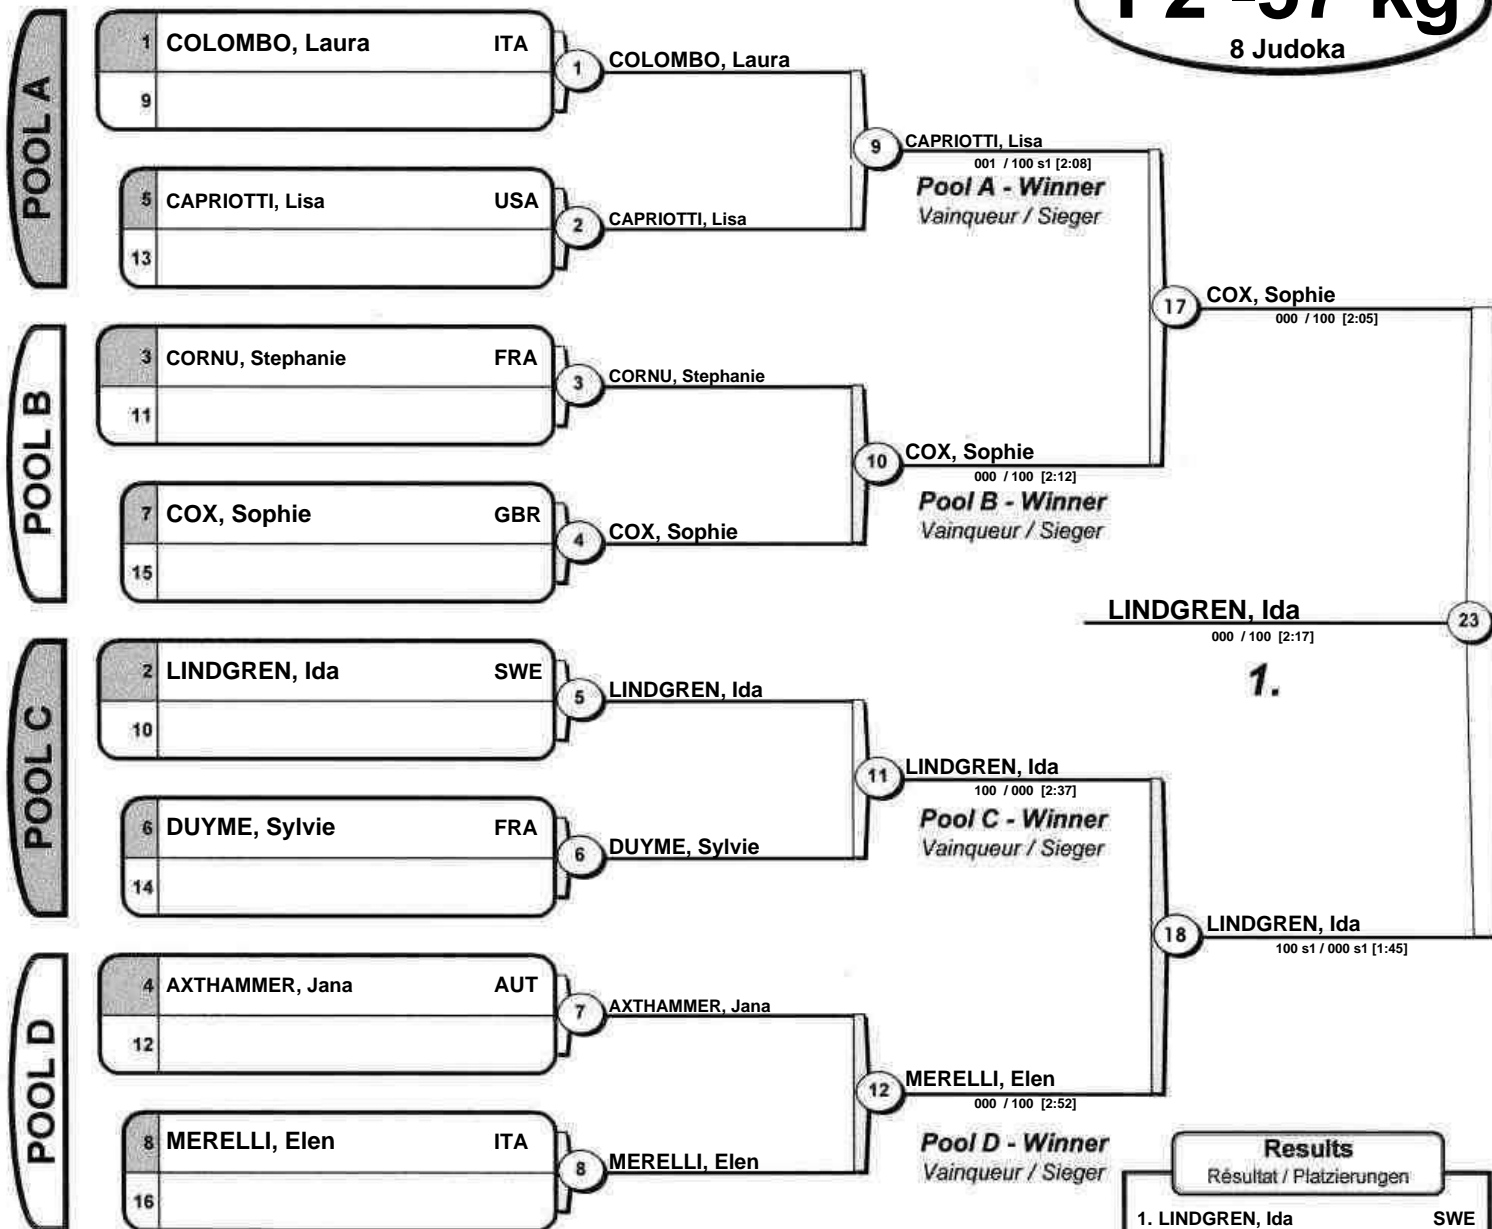 F2 -57 kg
8 Judoka
POOL A
1 COLOMBO, Laura ITA
9
5 CAPRIOTTI, Lisa USA
13
1 COLOMBO, Laura
2 CAPRIOTTI, Lisa
9 CAPRIOTTI, Lisa
001 / 100 s1 [2:08]
Pool A - Winner
Vainqueur / Sieger
POOL B
3 CORNU, Stephanie FRA
11
7 COX, Sophie GBR
15
3 CORNU, Stephanie
4 COX, Sophie
10 COX, Sophie
000 / 100 [2:12]
Pool B - Winner
Vainqueur / Sieger
17 COX, Sophie
000 / 100 [2:05]
LINDGREN, Ida 23
000 / 100 [2:17]
1.
POOL C
2 LINDGREN, Ida SWE
10
6 DUYME, Sylvie FRA
14
5 LINDGREN, Ida
6 DUYME, Sylvie
11 LINDGREN, Ida
100 / 000 [2:37]
Pool C - Winner
Vainqueur / Sieger
18 LINDGREN, Ida
100 s1 / 000 s1 [1:45]
POOL D
4 AXTHAMMER, Jana AUT
12
8 MERELLI, Elen ITA
16
7 AXTHAMMER, Jana
8 MERELLI, Elen
12 MERELLI, Elen
000 / 100 [2:52]
Pool D - Winner
Vainqueur / Sieger
Results
Résultat / Platzierungen
1. LINDGREN, Ida SWE